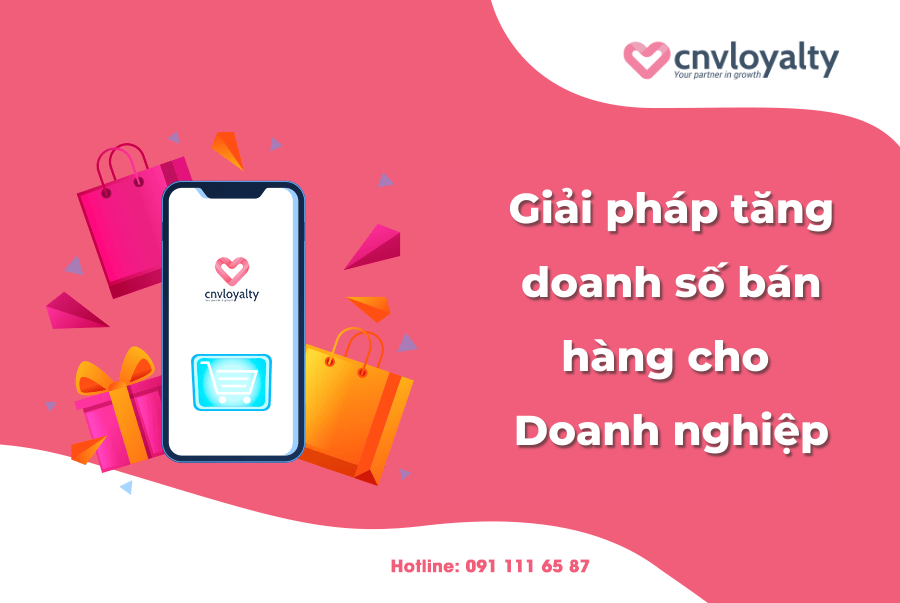 cnvloyalty
Your partner in growth
Giải pháp tăng
doanh số bán
hàng cho
Doanh nghiệp
cnvloyalty
Hotline: 091 111 65 87